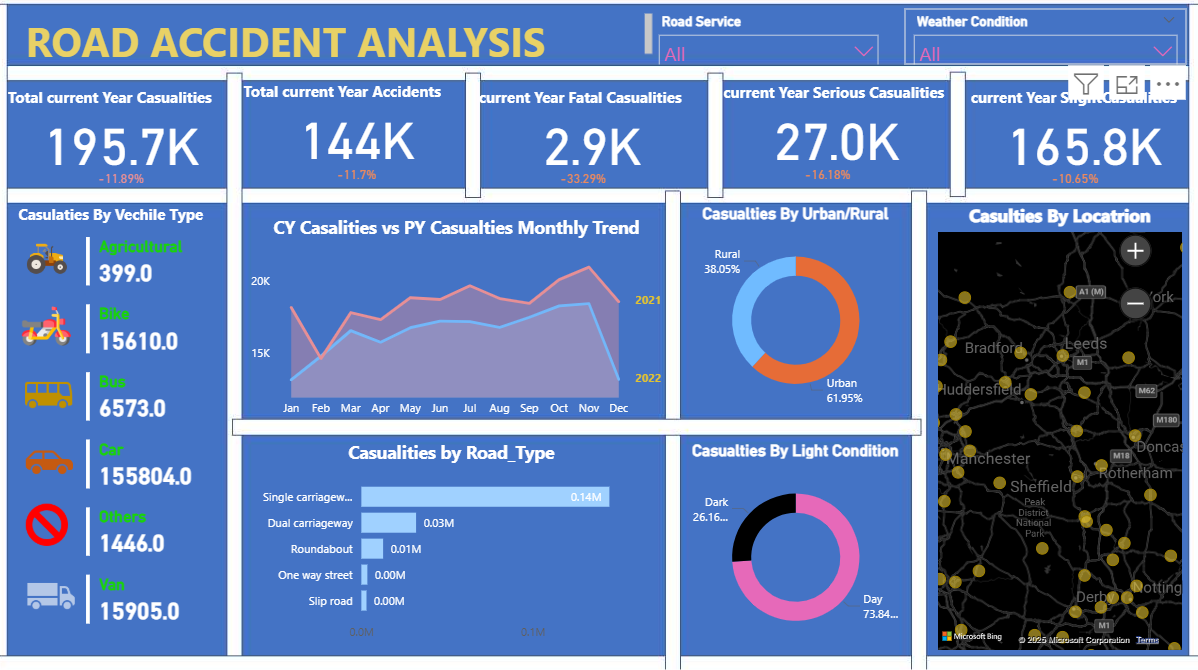 ROAD ACCIDENT ANALYSIS
Road Service
All
Weather Condition
All
Total current Year Casualities
195.7K
-11.89%
Total current Year Accidents
144K
-11.7%
current Year Fatal Casualities
2.9K
-33.29%
current Year Serious Casualities
27.0K
-16.18%
current Year SlightCasualities
165.8K
-10.65%
Casulaties By Vechile Type
Agricultural
399.0
Bike
15610.0
Bus
6573.0
Car
155804.0
Others
1446.0
Van
15905.0
CY Casalities vs PY Casualties Monthly Trend
20K
15K
2021
2022
Jan Feb Mar Apr May Jun Jul Aug Sep Oct Nov Dec
Casualities by Road_Type
Single carriagew... 0.14M
Dual carriageway 0.03M
Roundabout 0.01M
One way street 0.00M
Slip road 0.00M
0.0M 0.1M
Casualties By Urban/Rural
Rural
38.05%
Urban
61.95%
Casualties By Light Condition
Dark
26.16...
Day
73.84...
Casulties By Locatrion
A1 (M)
ork
Leeds
Bradford
M1
Huddersfield
M62
M180
Doncas
Manchester
M18
Rotherham
Sheffield
Peak
District
National
Park
Notting
Derby
M1
Microsoft Bing
© 2025 Microsoft Corporation Terms